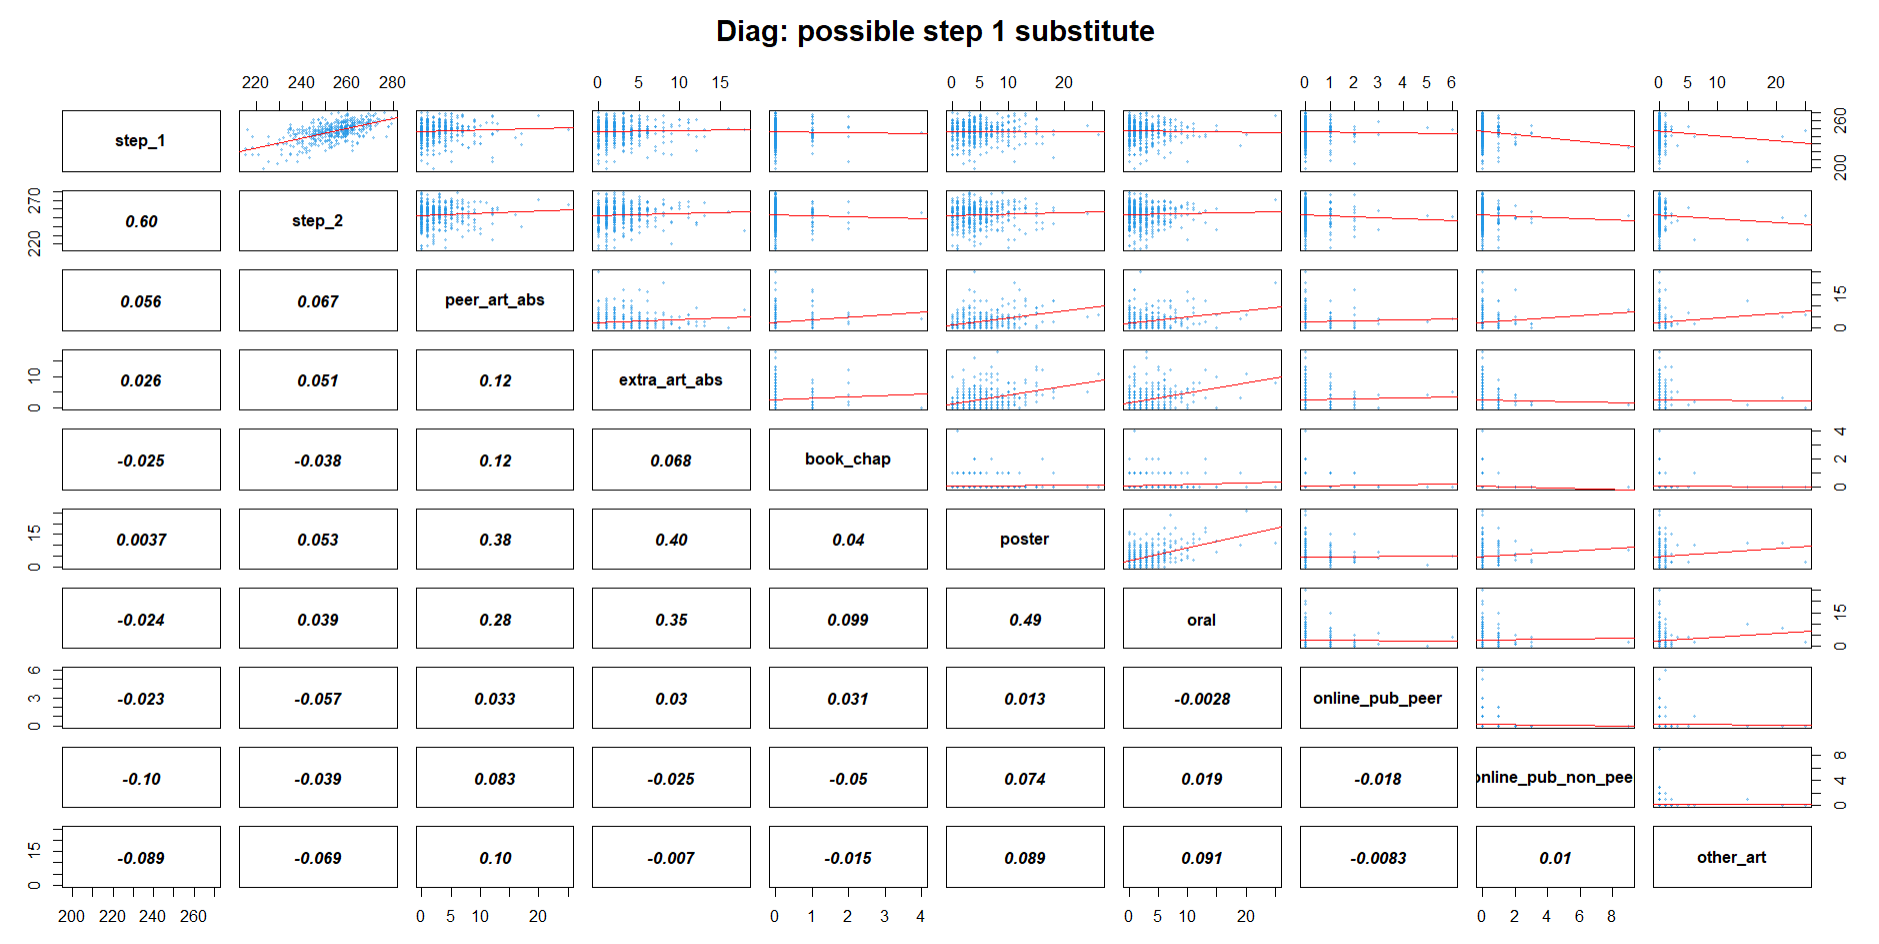 Diag: possible step 1 substitute
220 240 260 280 0 5 10 15 0 10 20 0 1 2 3 4 5 6 0 5 10 20
step_1 200 260
220 270 0.60 step_2
0.056 0.067 peer_art_abs 0 15
0 10 0.026 0.051 0.12 extra_art_abs
-0.025 -0.038 0.12 0.068 book_chap 0 2 4
0 15 0.0037 0.053 0.38 0.40 0.04 poster
-0.024 0.039 0.28 0.35 0.099 0.49 oral 0 15
0 3 6 -0.023 -0.057 0.033 0.03 0.031 0.013 -0.0028 online_pub_peer
-0.10 -0.039 0.083 -0.025 -0.05 0.074 0.019 -0.018 online_pub_non_pee 0 4 8
0 15 -0.089 -0.069 0.10 -0.007 -0.015 0.089 0.091 -0.0083 0.01 other_art
200 220 240 260 0 5 10 20 0 1 2 3 4 0 5 10 20 0 2 4 6 8